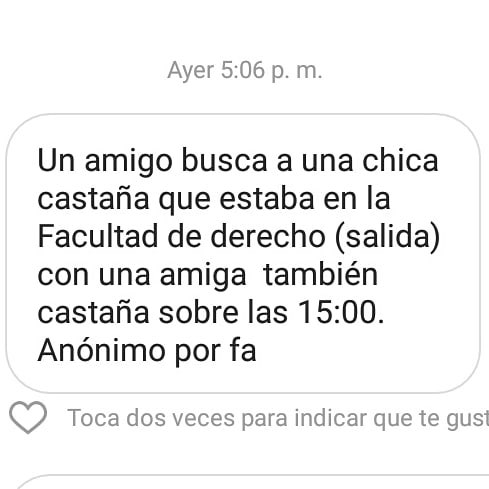 Ayer 5:06 p. m.
Un amigo busca a una chica
castaña que estaba en la
Facultad de derecho (salida)
con una amiga también
castaña sobre las 15:00.
Anónimo por fa
Toca dos veces para indicar que te gust